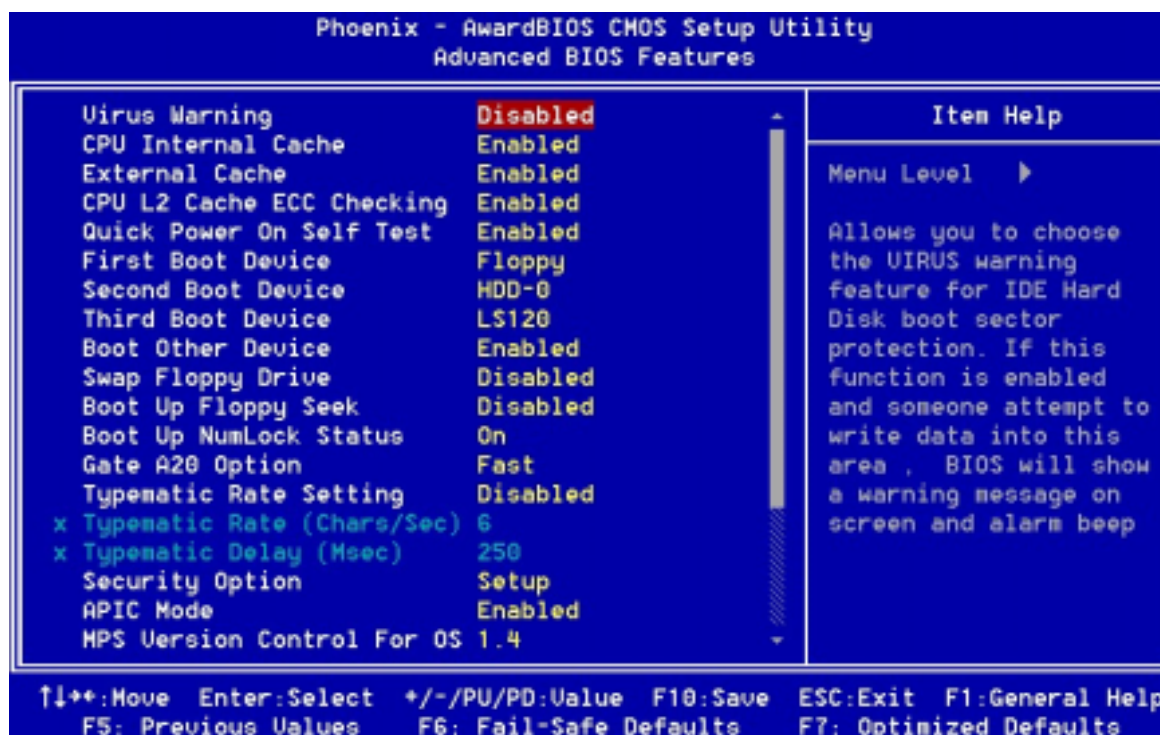 Phoenix - AwardBIOS CMOS Setup Utility
Advanced BIOS Features
Virus Warning Disabled
CPU Internal Cache Enabled
External Cache Enabled
CPU L2 Cache ECC Checking Enabled
Quick Power On Self Test Enabled
First Boot Device Floppy
Second Boot Device HDD-0
Third Boot Device LS120
Boot Other Device Enabled
Swap Floppy Drive Disabled
Boot Up Floppy Seek Disabled
Boot Up NumLock Status On
Gate A20 Option Fast
Typematic Rate Setting Disabled
x Typematic Rate (Chars/Sec) 6
x Typematic Delay (Msec) 250
Security Option Setup
APIC Mode Enabled
MPS Version Control For OS 1.4
Item Help
Menu Level
Allows you to choose
the VIRUS warning
feature for IDE Hard
Disk boot sector
protection. If this
function is enabled
and someone attempt to
write data into this
area , BIOS will show
a warning message on
screen and alarm beep
↑↓→←:Move Enter:Select +/-/PU/PD:Value F10:Save ESC:Exit F1:General Help
F5: Previous Values F6: Fail-Safe Defaults F7: Optimized Defaults